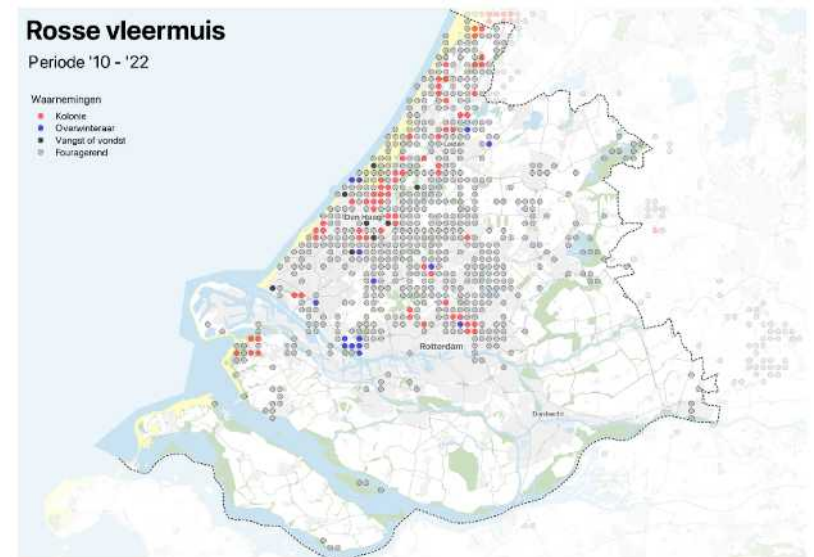 Rosse vleermuis
Periode '10 - '22
Waarnemingen
Kolonie
Overwinteraar
Vangst of vondst
Fouragerend
Leiden
Den Haag
Rotterdam
Dordrecht